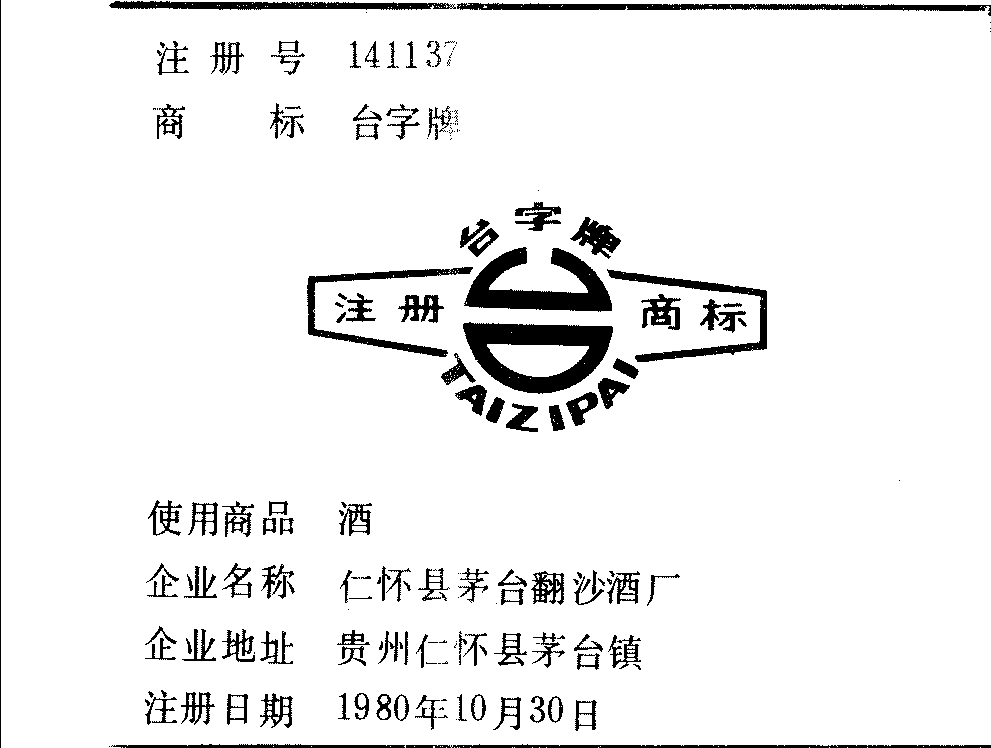 注册号 141137
商标 台字牌
台字牌
注册 商标
TAIZIPAI
使用商品 酒
企业名称 仁怀县茅台翻沙酒厂
企业地址 贵州仁怀县茅台镇
注册日期 1980年10月30日